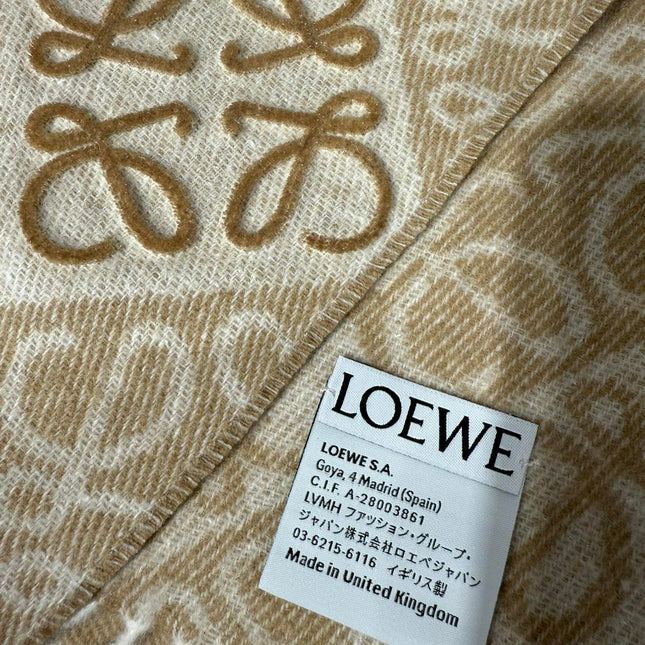 LOEWE
LOEWE S.A.
Goya, 4 Madrid (Spain)
C.I.F. A-28003861
LVMH ファッション・グループ・
ジャパン株式会社ロエベジャパン
03-6215-6116 イギリス製
Made in United Kingdom